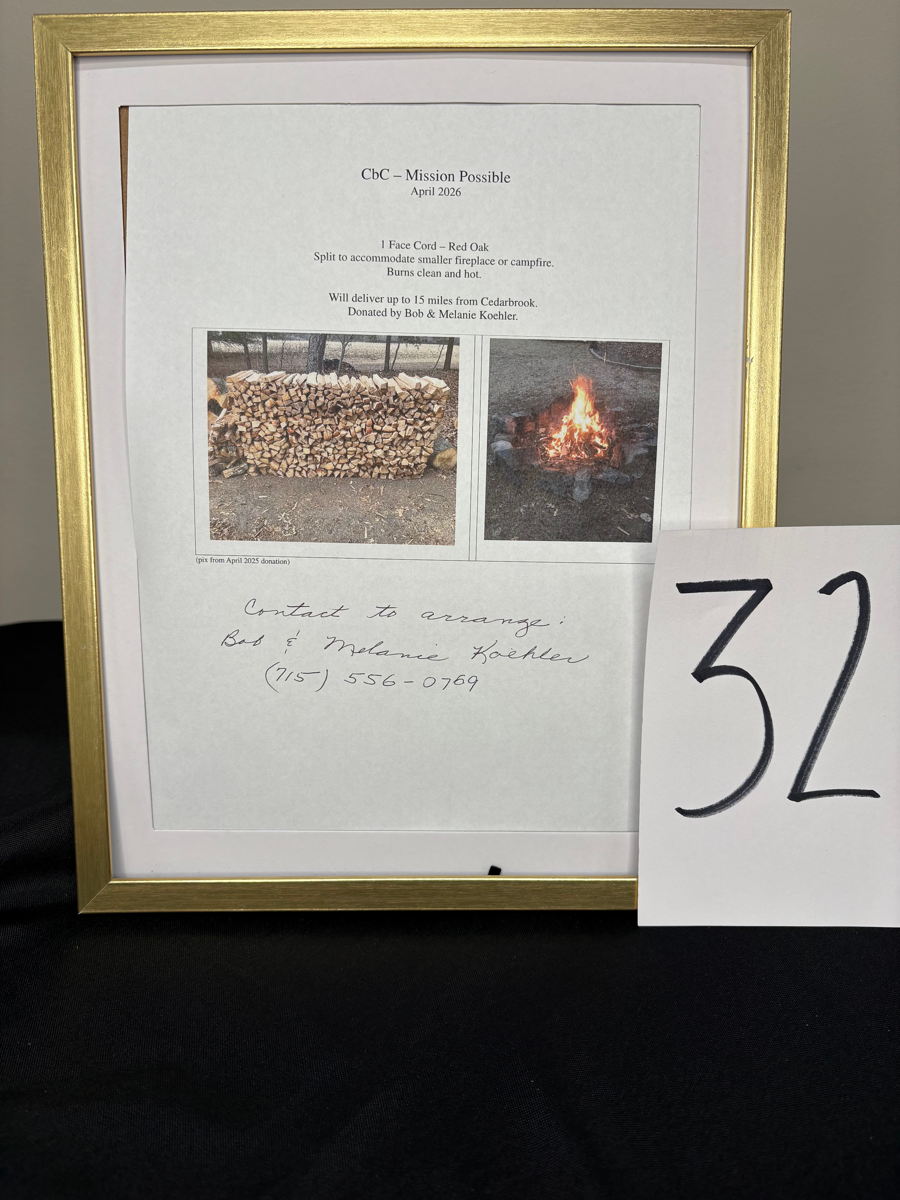 CbC – Mission Possible
April 2026
1 Face Cord – Red Oak
Split to accommodate smaller fireplace or campfire.
Burns clean and hot.
Will deliver up to 15 miles from Cedarbrook.
Donated by Bob & Melanie Koehler.
(pix from April 2025 donation)
Contact to arrange:
Bob & Melanie Koehler
(715) 556-0769
32